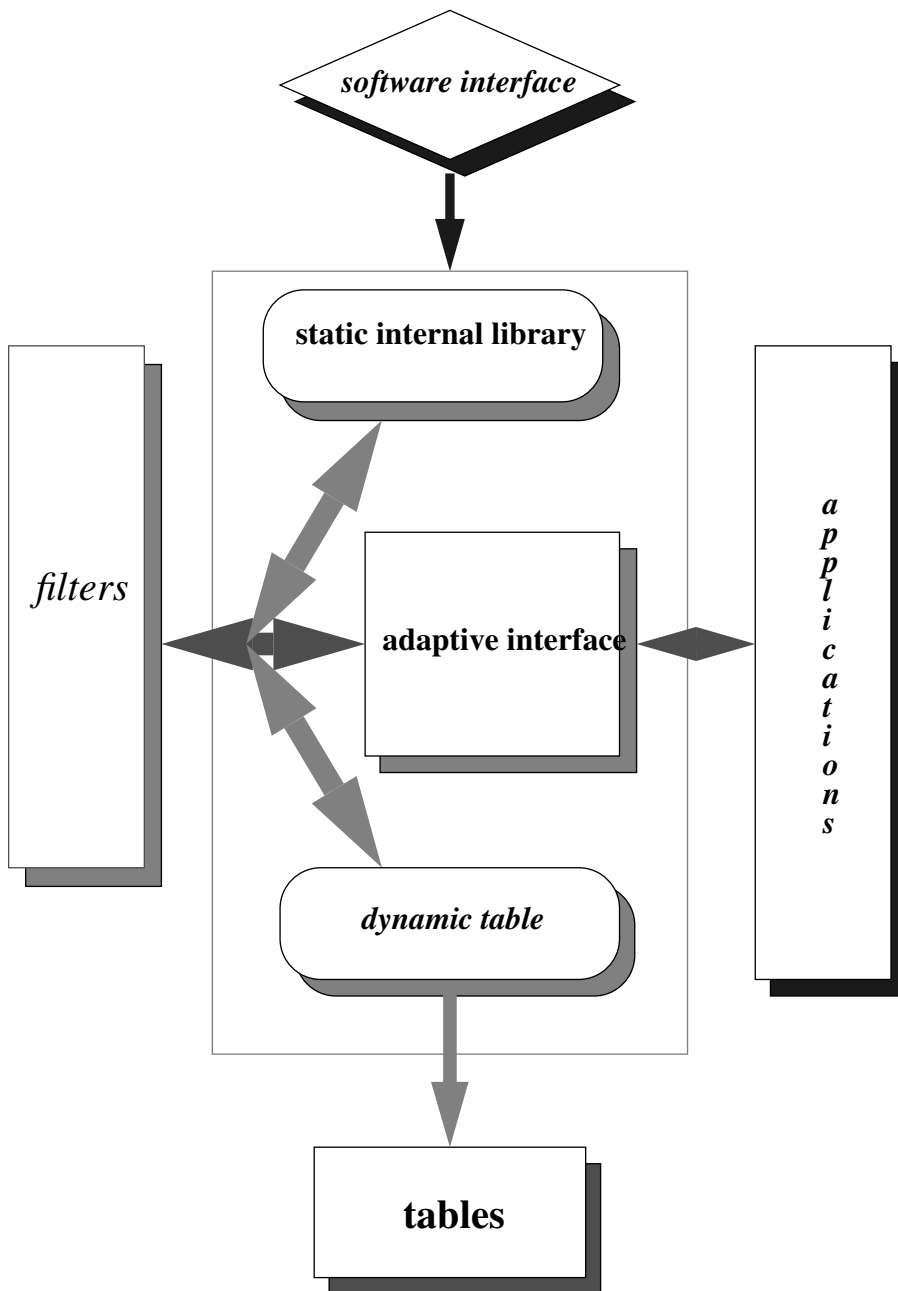 software interface
static internal library
filters
adaptive interface
applications
dynamic table
tables